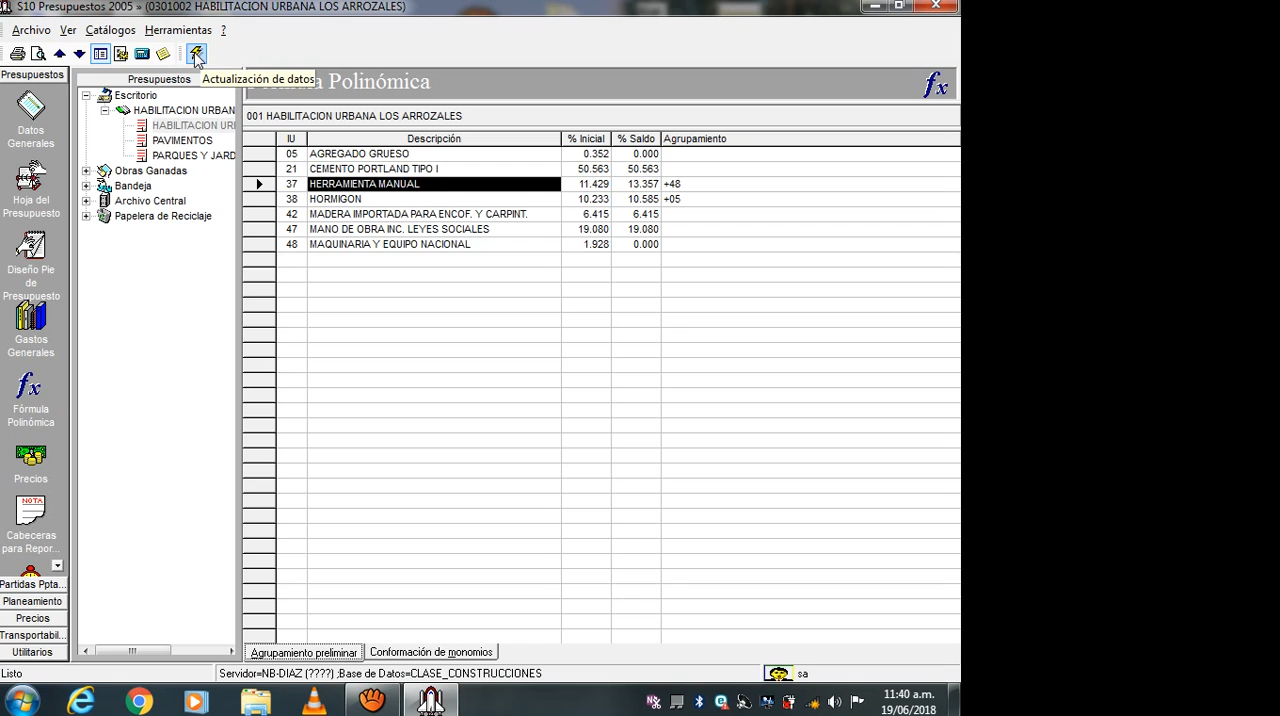 S10 Presupuestos 2005 » (0301002 HABILITACION URBANA LOS ARROZALES)
Archivo Ver Catálogos Herramientas ?
Actualización de datos
Presupuestos
Datos Generales
Hoja del Presupuesto
Diseño Pie de Presupuesto
Gastos Generales
fx
Fórmula Polinómica
Precios
NOTA
Cabeceras para Repor...
Partidas Ppta...
Planeamiento
Precios
Transportabil...
Utilitarios
Presupuestos
Escritorio
HABILITACION URBAN
HABILITACION URI
PAVIMENTOS
PARQUES Y JARD
Obras Ganadas
Bandeja
Archivo Central
Papelera de Reciclaje
Polinómica
fx
001 HABILITACION URBANA LOS ARROZALES
IU Descripción % Inicial % Saldo Agrupamiento
05 AGREGADO GRUESO 0.352 0.000
21 CEMENTO PORTLAND TIPO I 50.563 50.563
37 HERRAMIENTA MANUAL 11.429 13.357 +48
38 HORMIGON 10.233 10.585 +05
42 MADERA IMPORTADA PARA ENCOF. Y CARPINT. 6.415 6.415
47 MANO DE OBRA INC. LEYES SOCIALES 19.080 19.080
48 MAQUINARIA Y EQUIPO NACIONAL 1.928 0.000
Agrupamiento preliminar Conformación de monomios
Listo Servidor=NB-DIAZ (????) ;Base de Datos=CLASE_CONSTRUCCIONES sa
11:40 a.m.
19/06/2018